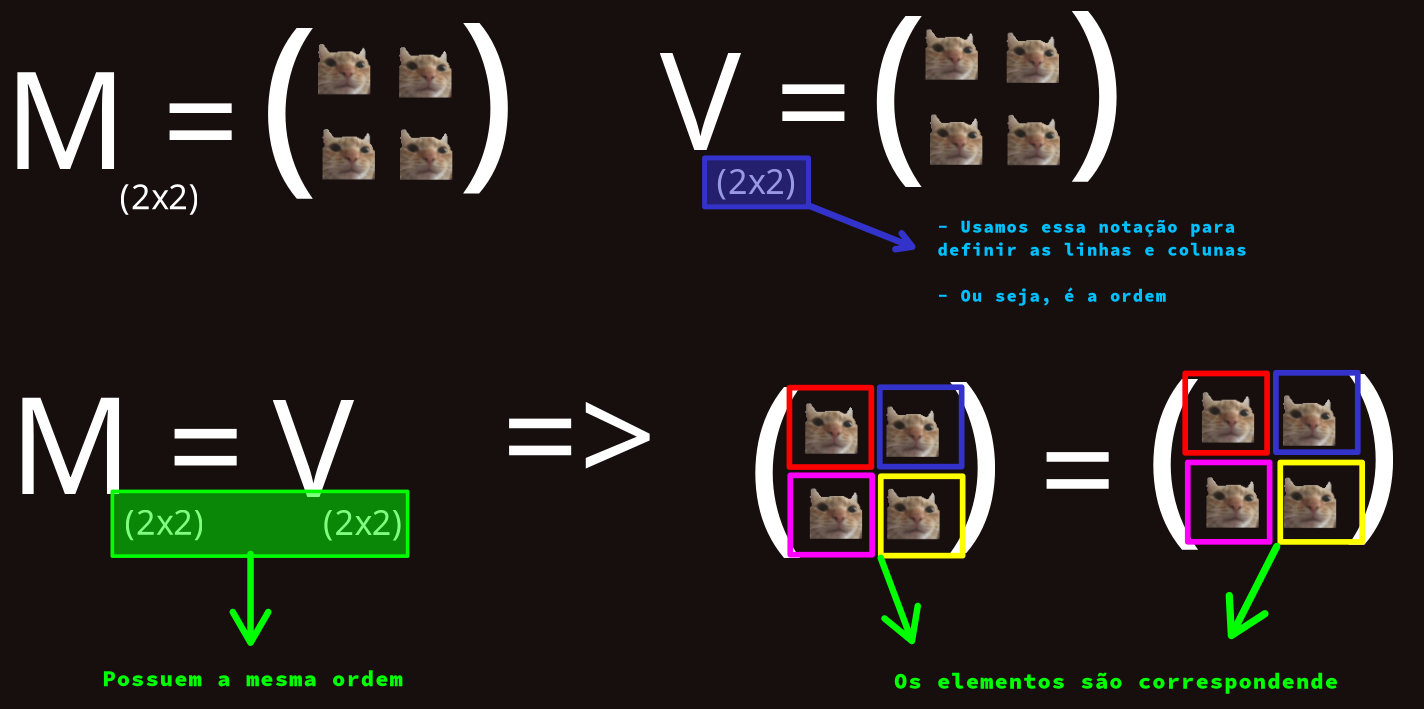 M = ( )
(2x2)
V = ( )
(2x2)
- Usamos essa notação para
definir as linhas e colunas
- Ou seja, é a ordem
M = V => ( ) = ( )
(2x2) (2x2)
Possuem a mesma ordem
Os elementos são correspondende